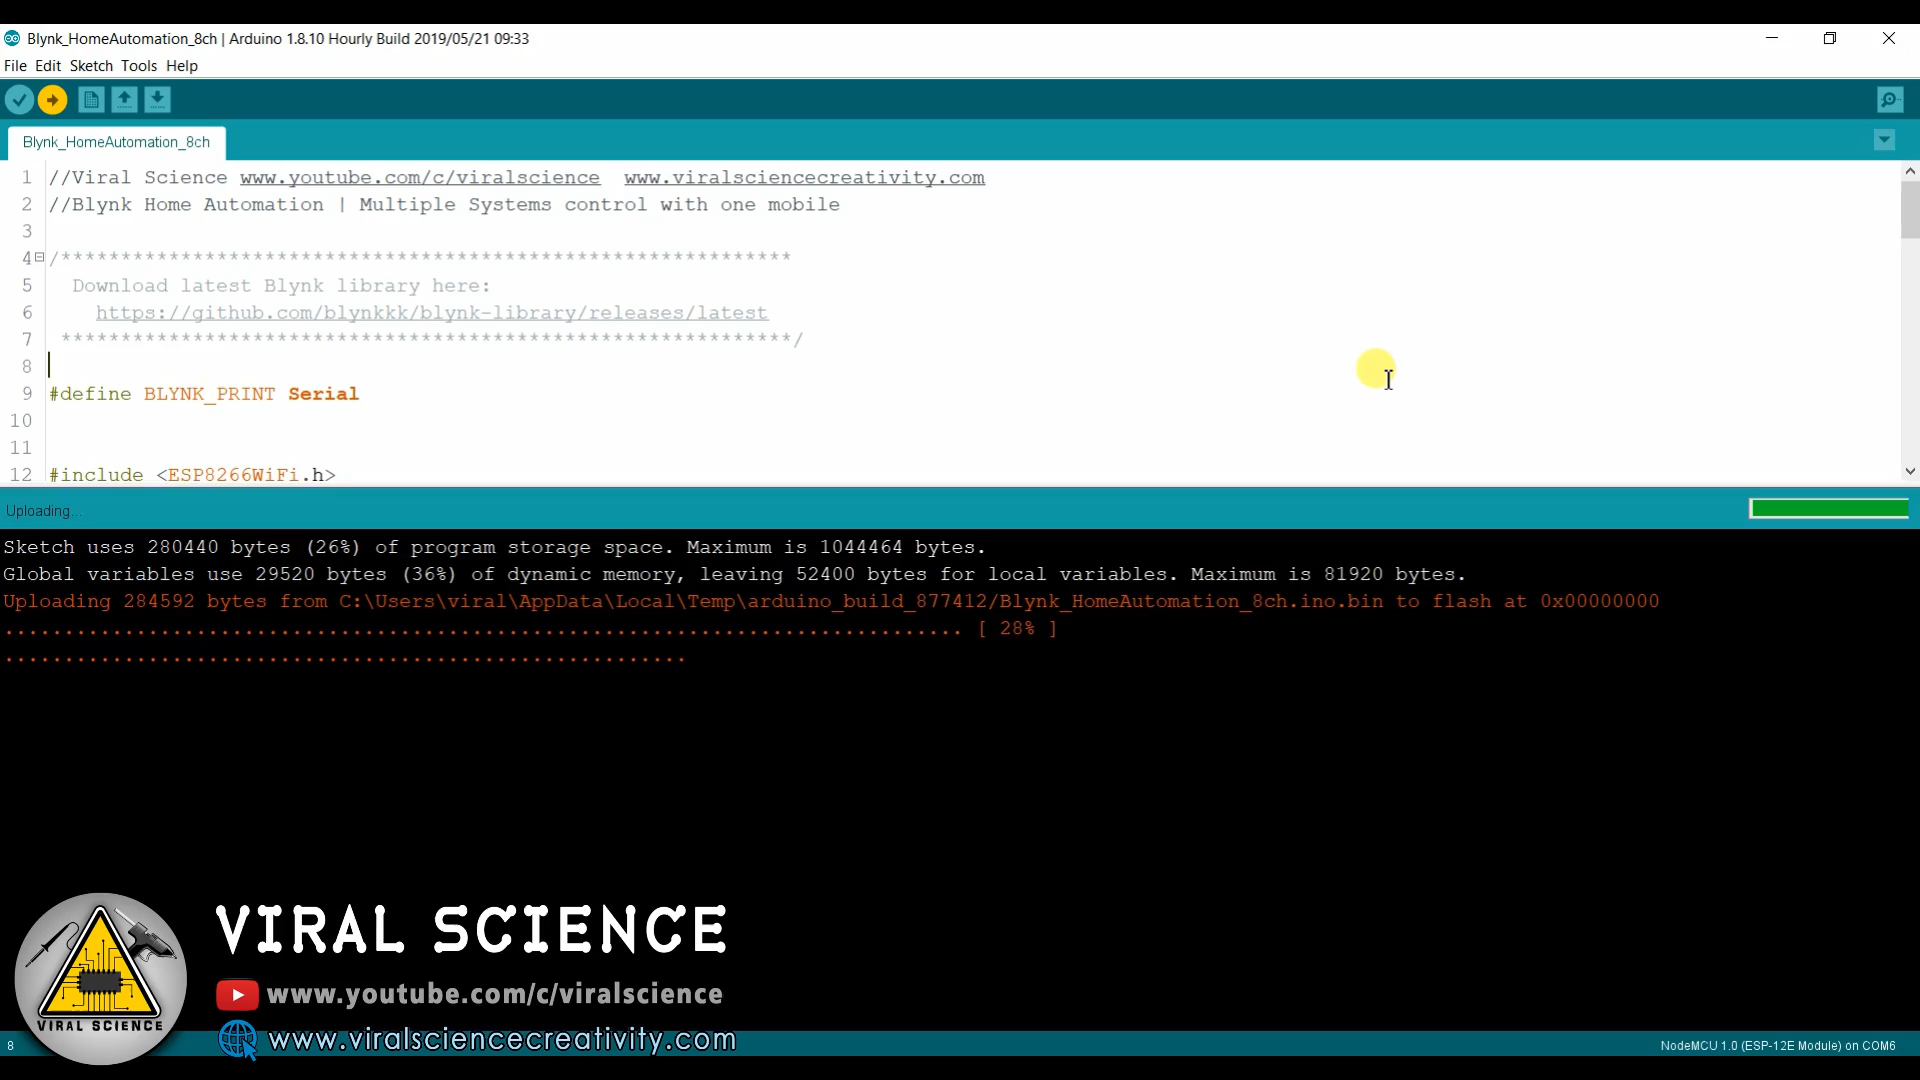 Blynk_HomeAutomation_8ch | Arduino 1.8.10 Hourly Build 2019/05/21 09:33
File Edit Sketch Tools Help
Blynk_HomeAutomation_8ch
1 //Viral Science www.youtube.com/c/viralscience  www.viralsciencecreativity.com
2 //Blynk Home Automation | Multiple Systems control with one mobile
3
4 /*************************************************************
5   Download latest Blynk library here:
6     https://github.com/blynkkk/blynk-library/releases/latest
7  *************************************************************/
8
9 #define BLYNK_PRINT Serial
10
11
12 #include <ESP8266WiFi.h>
Uploading...
Sketch uses 280440 bytes (26%) of program storage space. Maximum is 1044464 bytes.
Global variables use 29520 bytes (36%) of dynamic memory, leaving 52400 bytes for local variables. Maximum is 81920 bytes.
Uploading 284592 bytes from C:\Users\viral\AppData\Local\Temp\arduino_build_877412/Blynk_HomeAutomation_8ch.ino.bin to flash at 0x00000000
................................................................................ [ 28% ]
.........................................................
VIRAL SCIENCE
VIRAL SCIENCE
www.youtube.com/c/viralscience
www.viralsciencecreativity.com
8
NodeMCU 1.0 (ESP-12E Module) on COM6